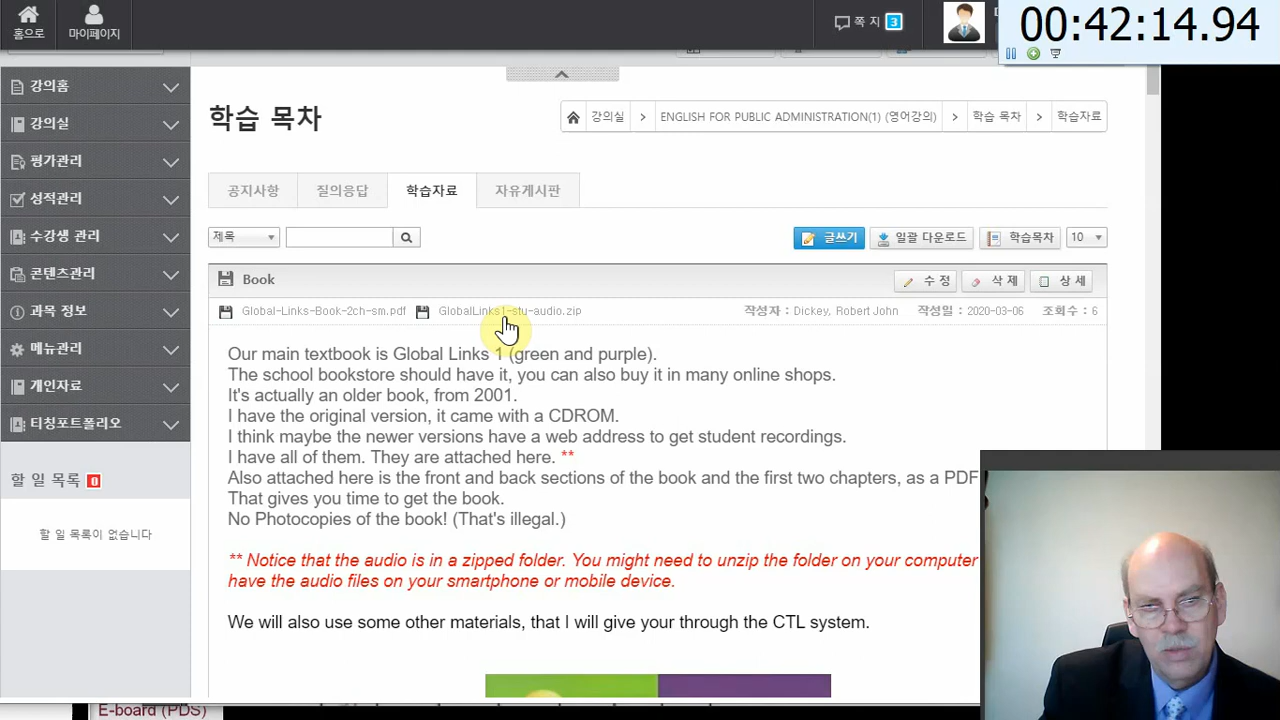 홈으로
마이페이지
쪽 지 3
00:42:14.94
강의홈
강의실
평가관리
성적관리
수강생 관리
콘텐츠관리
과목 정보
메뉴관리
개인자료
티칭포트폴리오
할 일 목록 0
할 일 목록이 없습니다
학습 목차
강의실 > ENGLISH FOR PUBLIC ADMINISTRATION(1) (영어강의) > 학습 목차 > 학습자료
공지사항 질의응답 학습자료 자유게시판
제목 글쓰기 일괄 다운로드 학습목차 10
Book 수 정 삭 제 상 세
Global-Links-Book-2ch-sm.pdf GlobalLinks1-stu-audio.zip 작성자 : Dickey, Robert John 작성일 : 2020-03-06 조회수 : 6
Our main textbook is Global Links 1 (green and purple).
The school bookstore should have it, you can also buy it in many online shops.
It's actually an older book, from 2001.
I have the original version, it came with a CDROM.
I think maybe the newer versions have a web address to get student recordings.
I have all of them. They are attached here. **
Also attached here is the front and back sections of the book and the first two chapters, as a PDF
That gives you time to get the book.
No Photocopies of the book! (That's illegal.)
** Notice that the audio is in a zipped folder. You might need to unzip the folder on your computer
have the audio files on your smartphone or mobile device.
We will also use some other materials, that I will give your through the CTL system.
E-board (PDS)